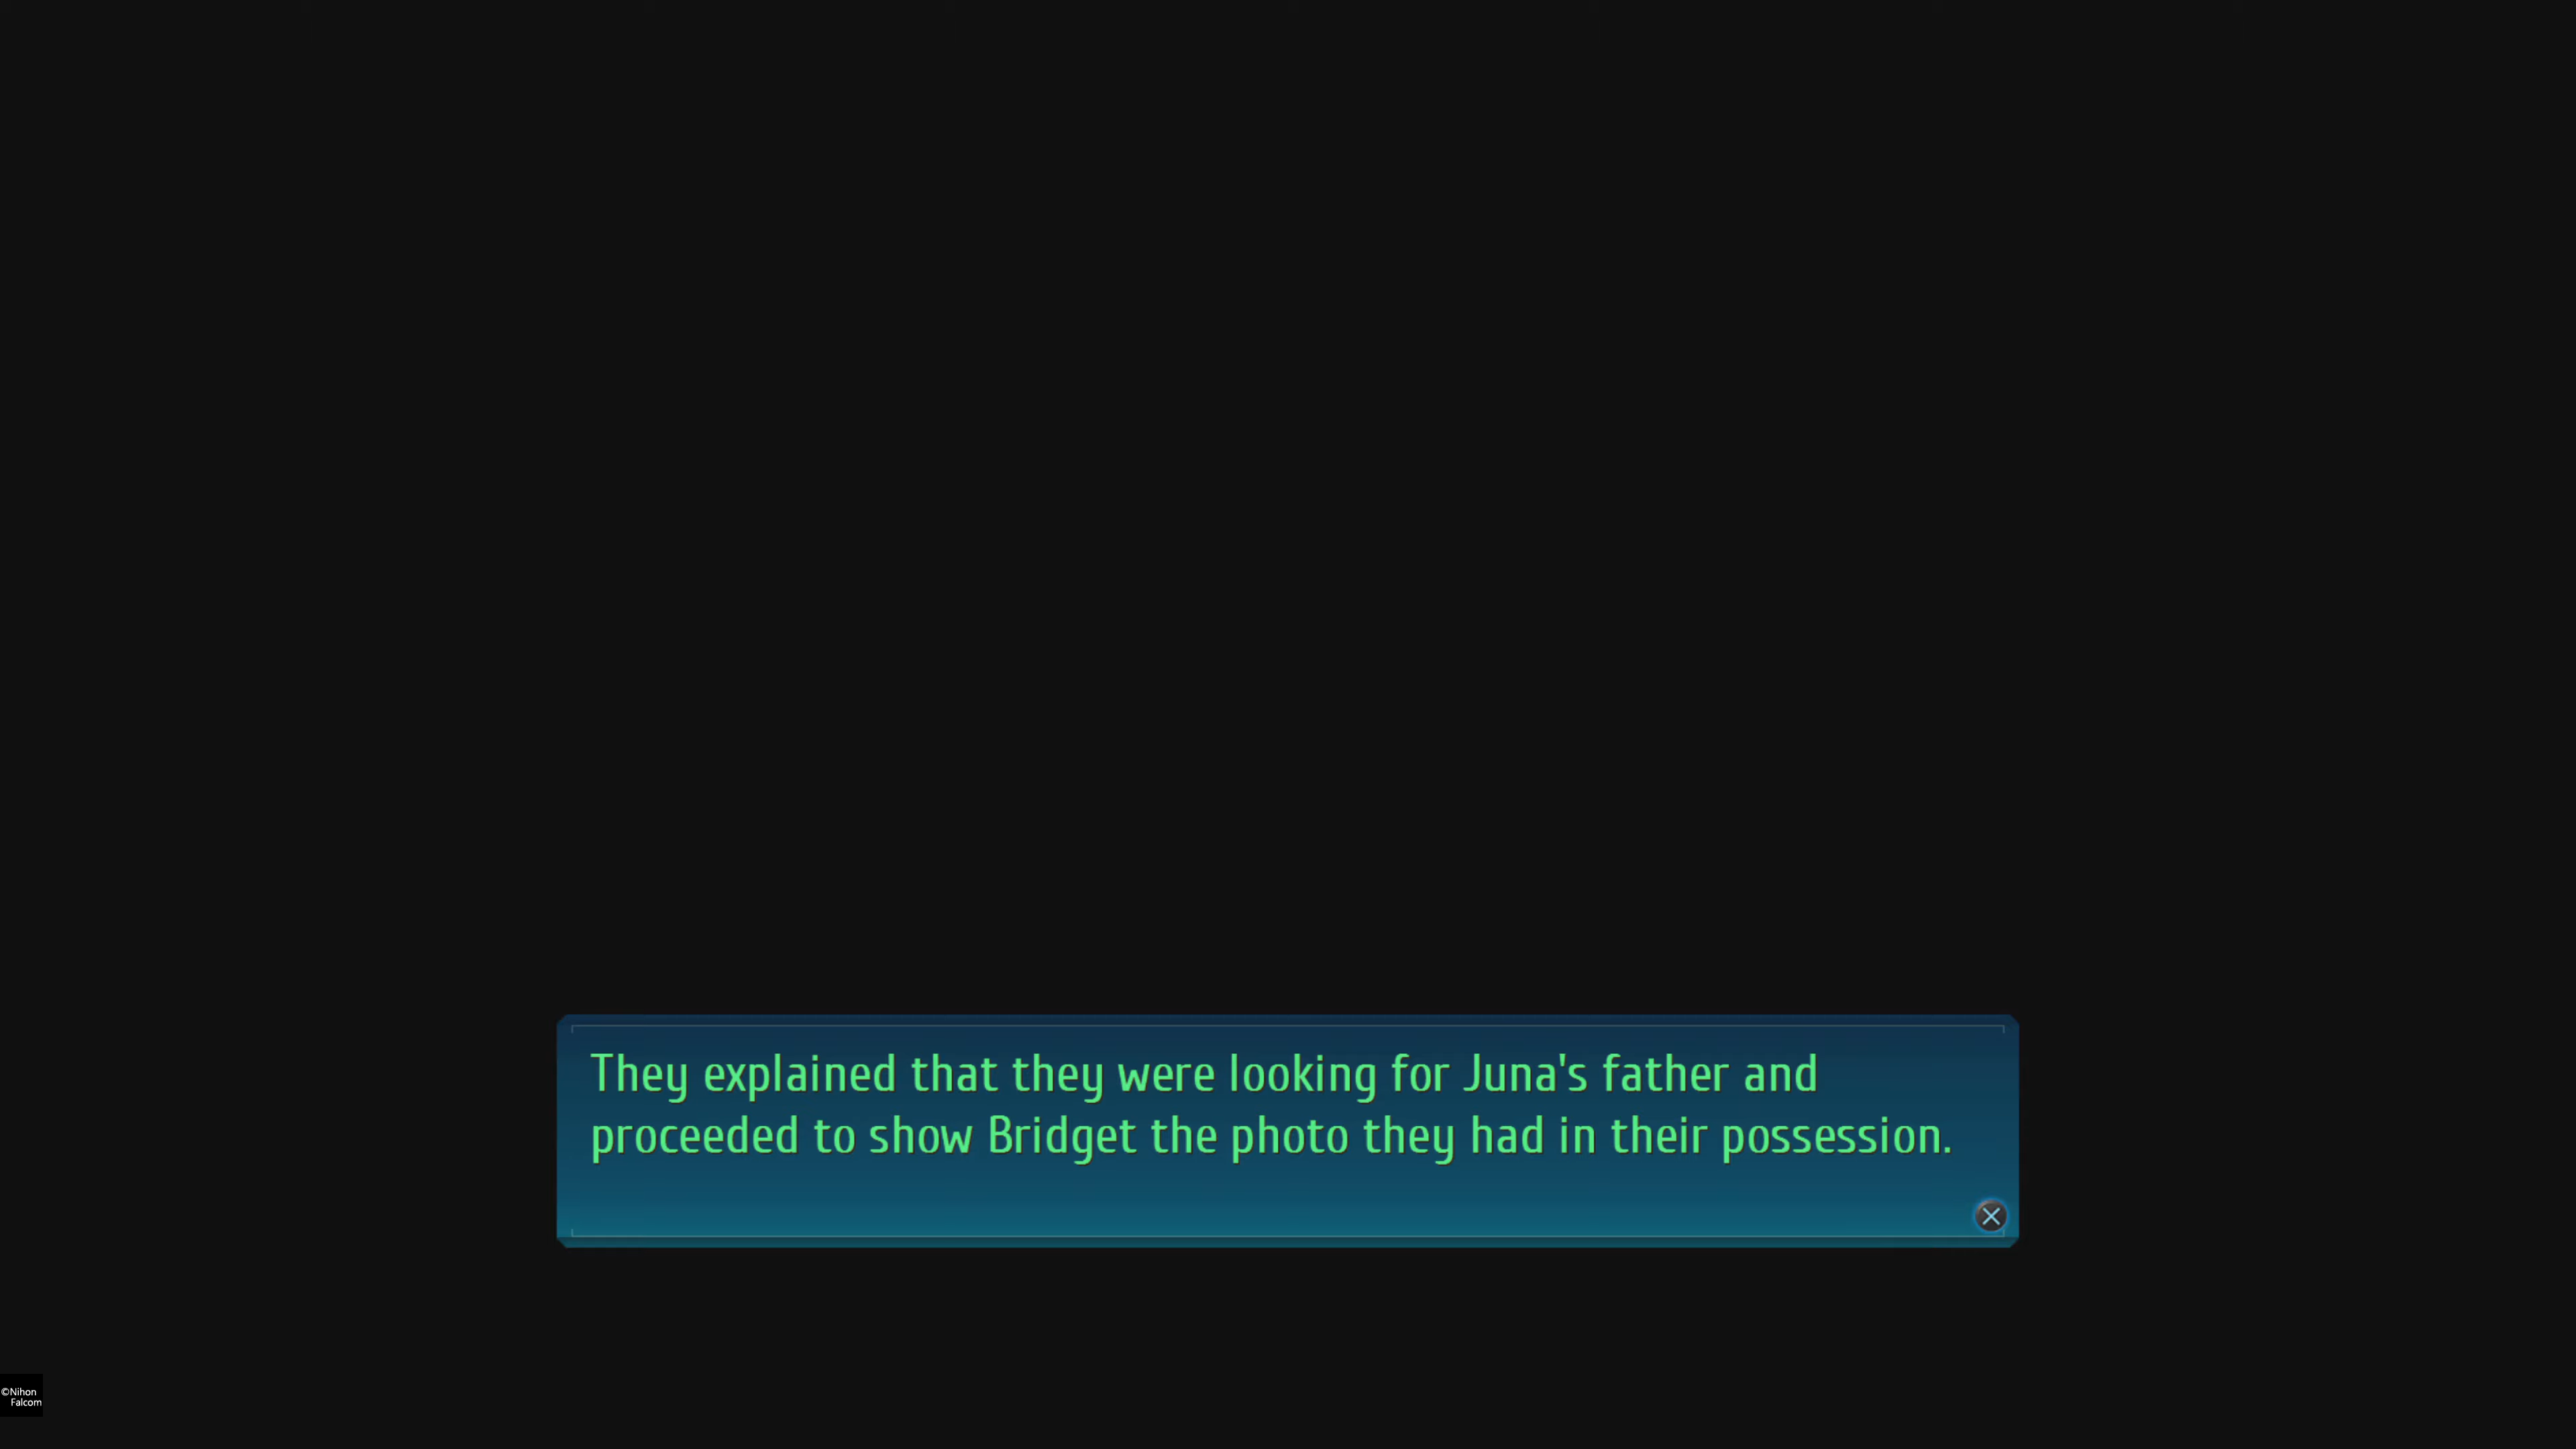 They explained that they were looking for Juna's father and
proceeded to show Bridget the photo they had in their possession.
©Nihon
Falcom